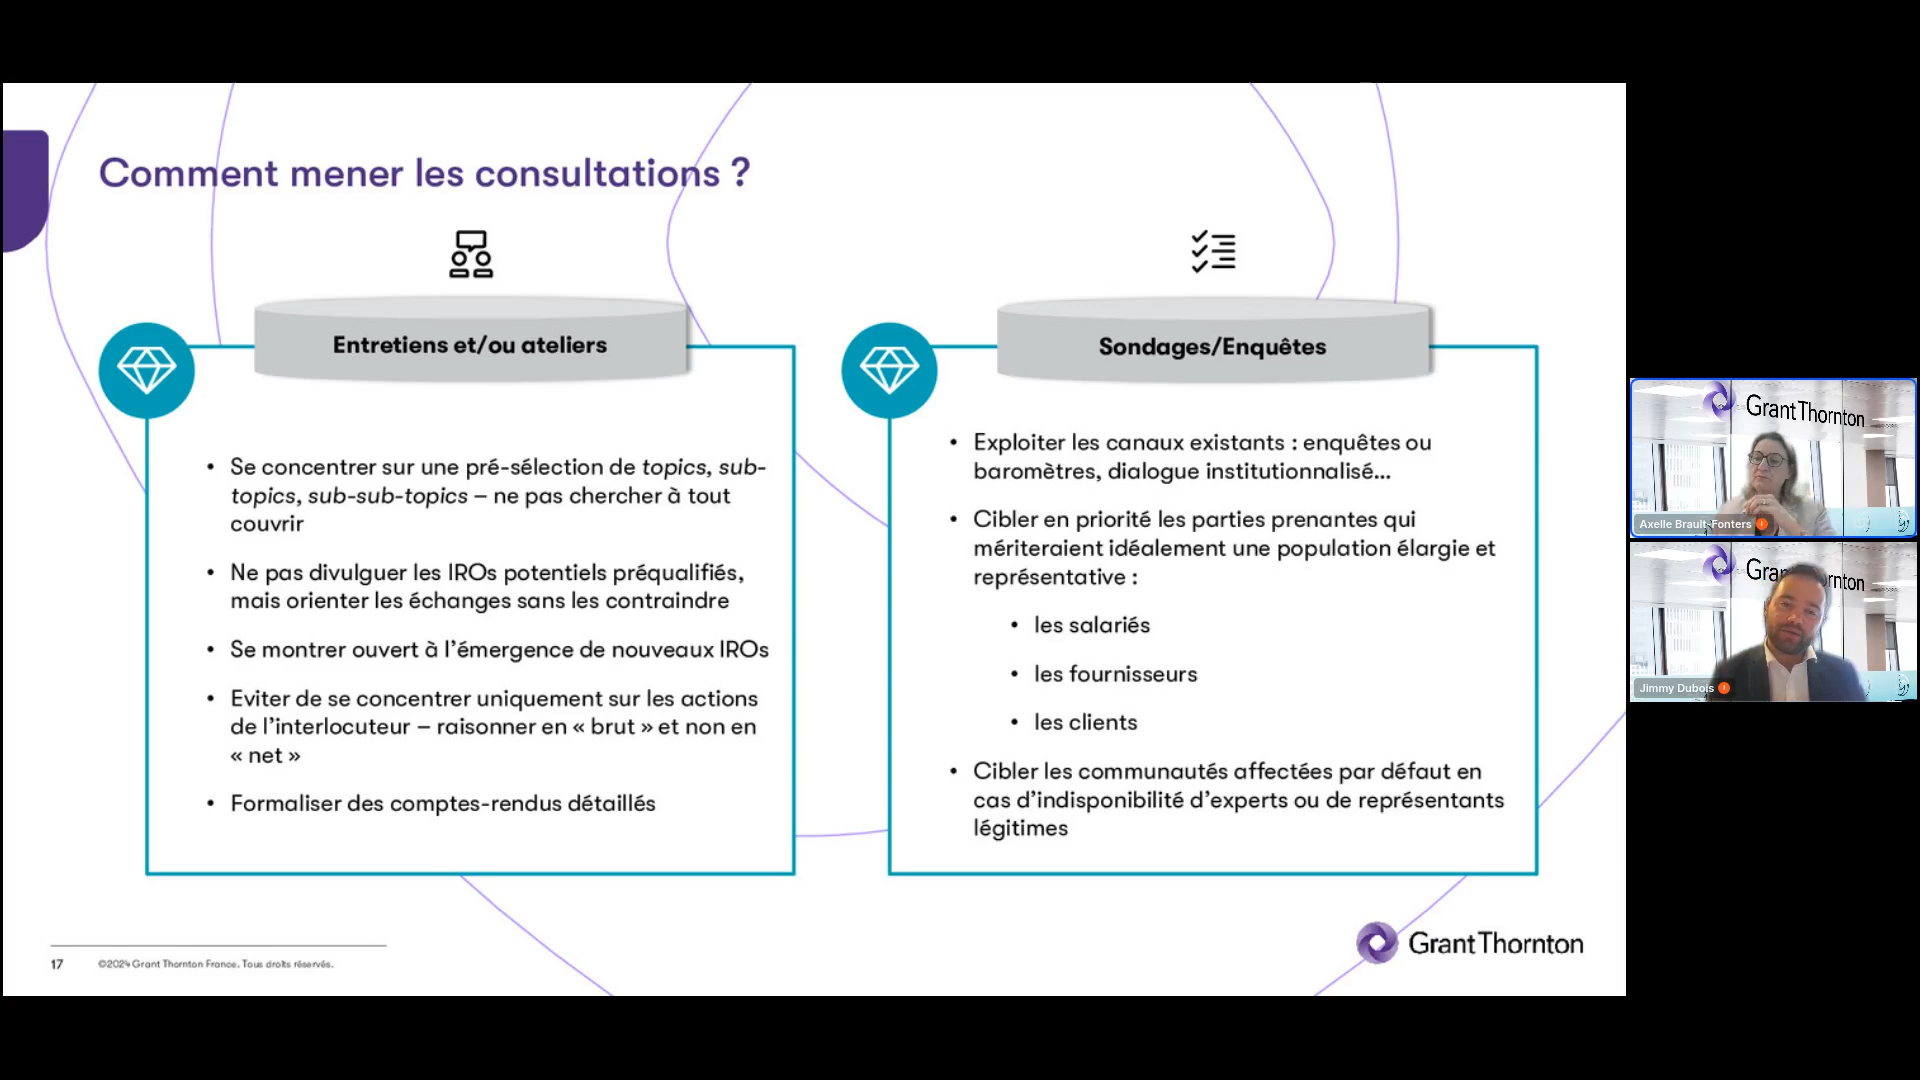 Comment mener les consultations ?
Entretiens et/ou ateliers
• Se concentrer sur une pré-sélection de topics, sub-
topics, sub-sub-topics – ne pas chercher à tout
couvrir
• Ne pas divulguer les IROs potentiels préqualifiés,
mais orienter les échanges sans les contraindre
• Se montrer ouvert à l'émergence de nouveaux IROs
• Eviter de se concentrer uniquement sur les actions
de l'interlocuteur – raisonner en « brut » et non en
« net »
• Formaliser des comptes-rendus détaillés
Sondages/Enquêtes
• Exploiter les canaux existants : enquêtes ou
baromètres, dialogue institutionnalisé...
• Cibler en priorité les parties prenantes qui
mériteraient idéalement une population élargie et
représentative :
• les salariés
• les fournisseurs
• les clients
• Cibler les communautés affectées par défaut en
cas d'indisponibilité d'experts ou de représentants
légitimes
17
©2024 Grant Thornton France. Tous droits réservés.
Grant Thornton
Grant Thornton
Axelle Brault-Fonters
Gra rnton
Jimmy Dubois